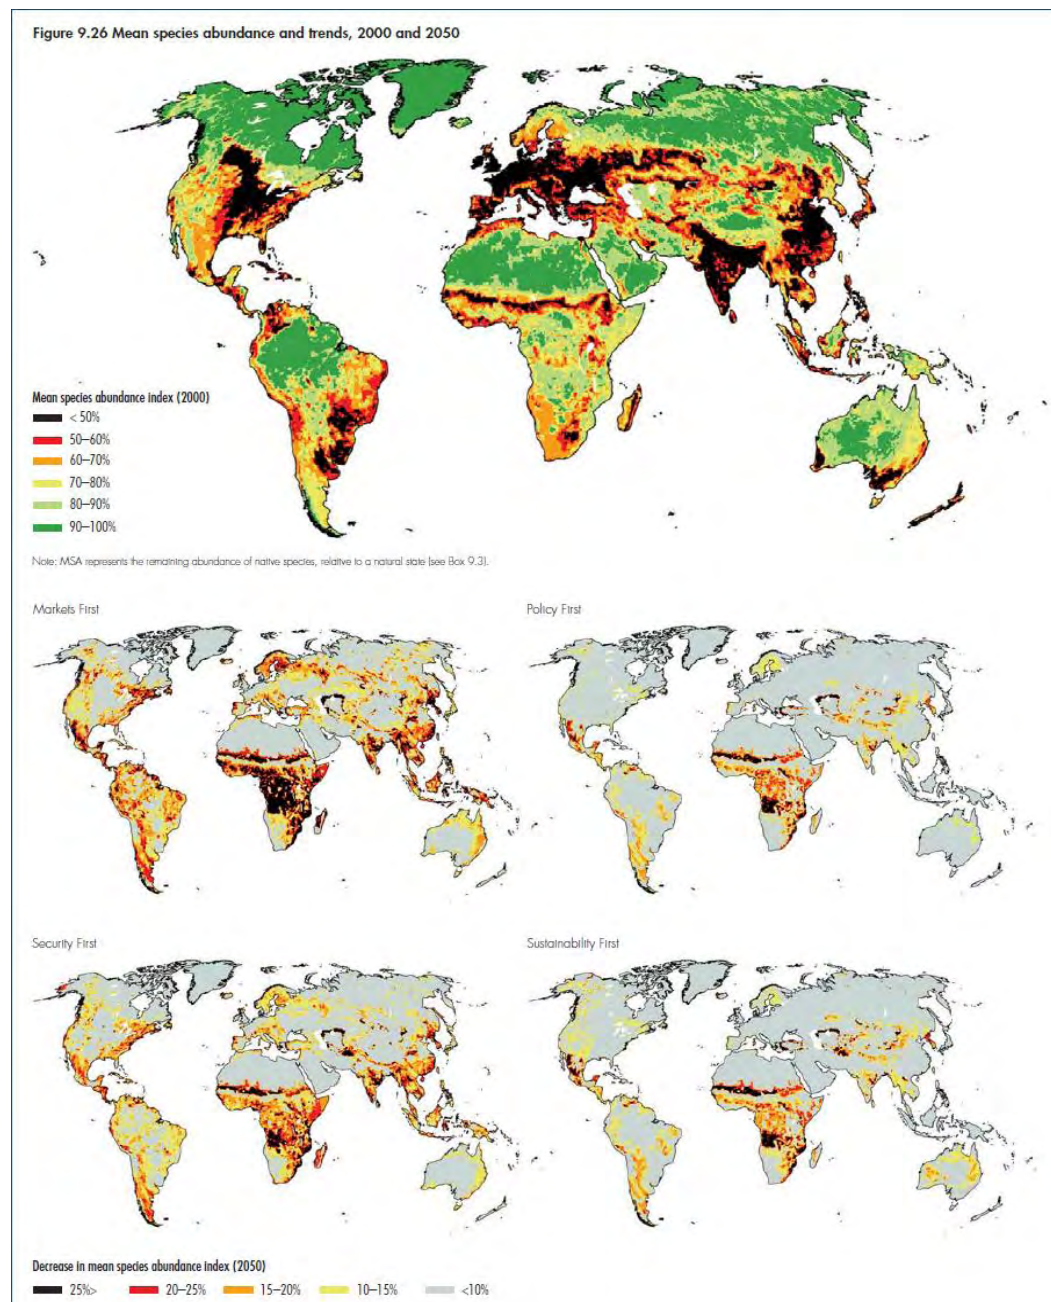 Figure 9.26 Mean species abundance and trends, 2000 and 2050
Mean species abundance index (2000)
< 50%
50–60%
60–70%
70–80%
80–90%
90–100%
Note: MSA represents the remaining abundance of native species, relative to a natural state (see Box 9.3).
Markets First
Policy First
Security First
Sustainability First
Decrease in mean species abundance index (2050)
25%> 20–25% 15–20% 10–15% <10%